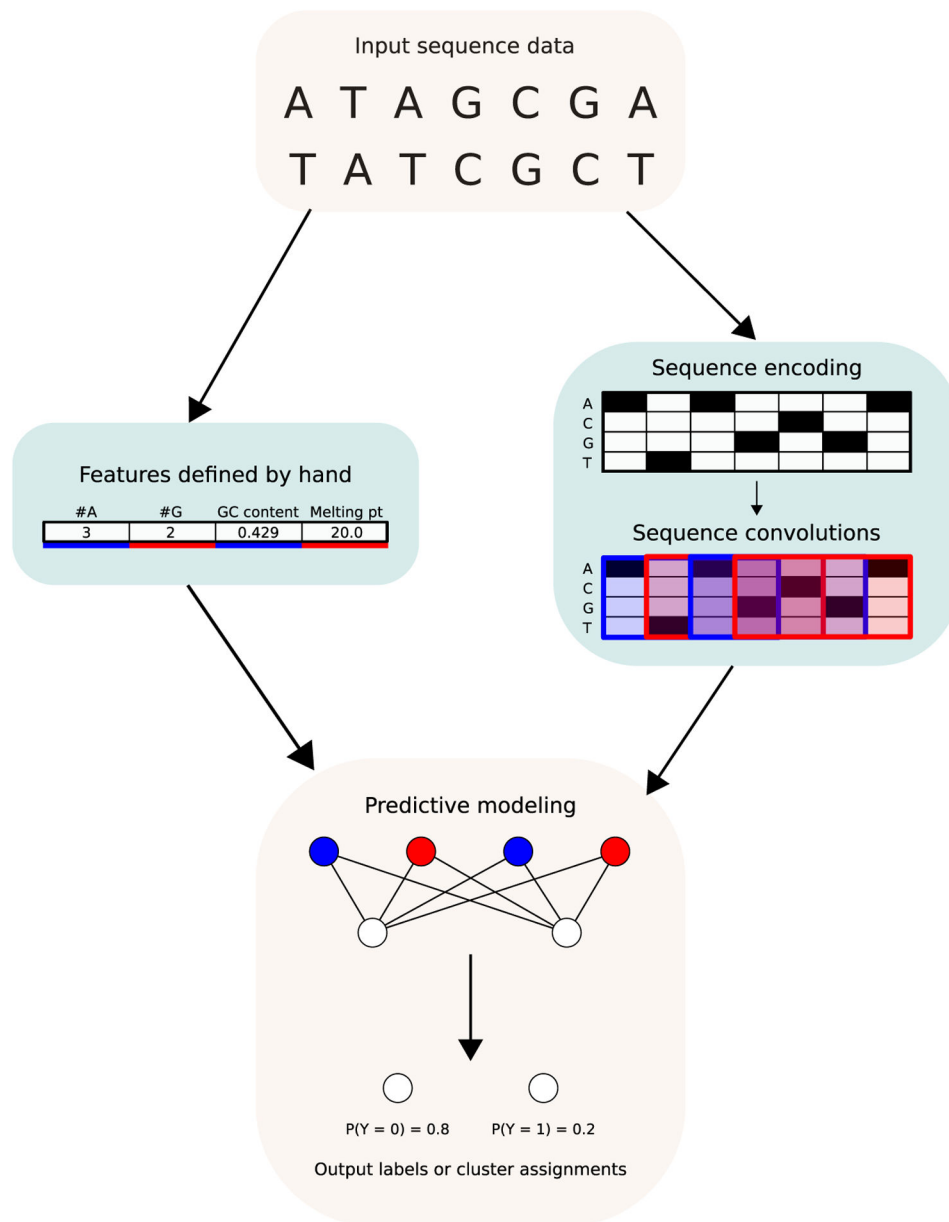 Input sequence data
A T A G C G A
T A T C G C T
Features defined by hand
#A #G GC content Melting pt
3 2 0.429 20.0
Sequence encoding
A
C
G
T
Sequence convolutions
A
C
G
T
Predictive modeling
P(Y = 0) = 0.8 P(Y = 1) = 0.2
Output labels or cluster assignments